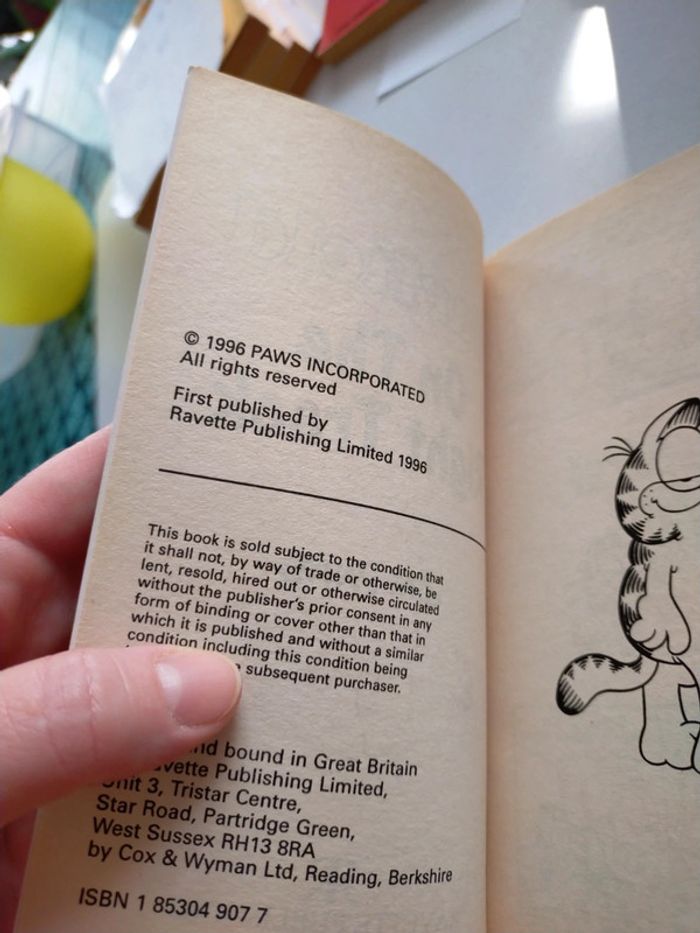 © 1996 PAWS INCORPORATED
All rights reserved
First published by
Ravette Publishing Limited 1996
This book is sold subject to the condition that
it shall not, by way of trade or otherwise, be
lent, resold, hired out or otherwise circulated
without the publisher's prior consent in any
form of binding or cover other than that in
which it is published and without a similar
condition including this condition being
subsequent purchaser.
bound in Great Britain
Publishing Limited,
Unit 3, Tristar Centre,
Star Road, Partridge Green,
West Sussex RH13 8RA
by Cox & Wyman Ltd, Reading, Berkshire
ISBN 1 85304 907 7